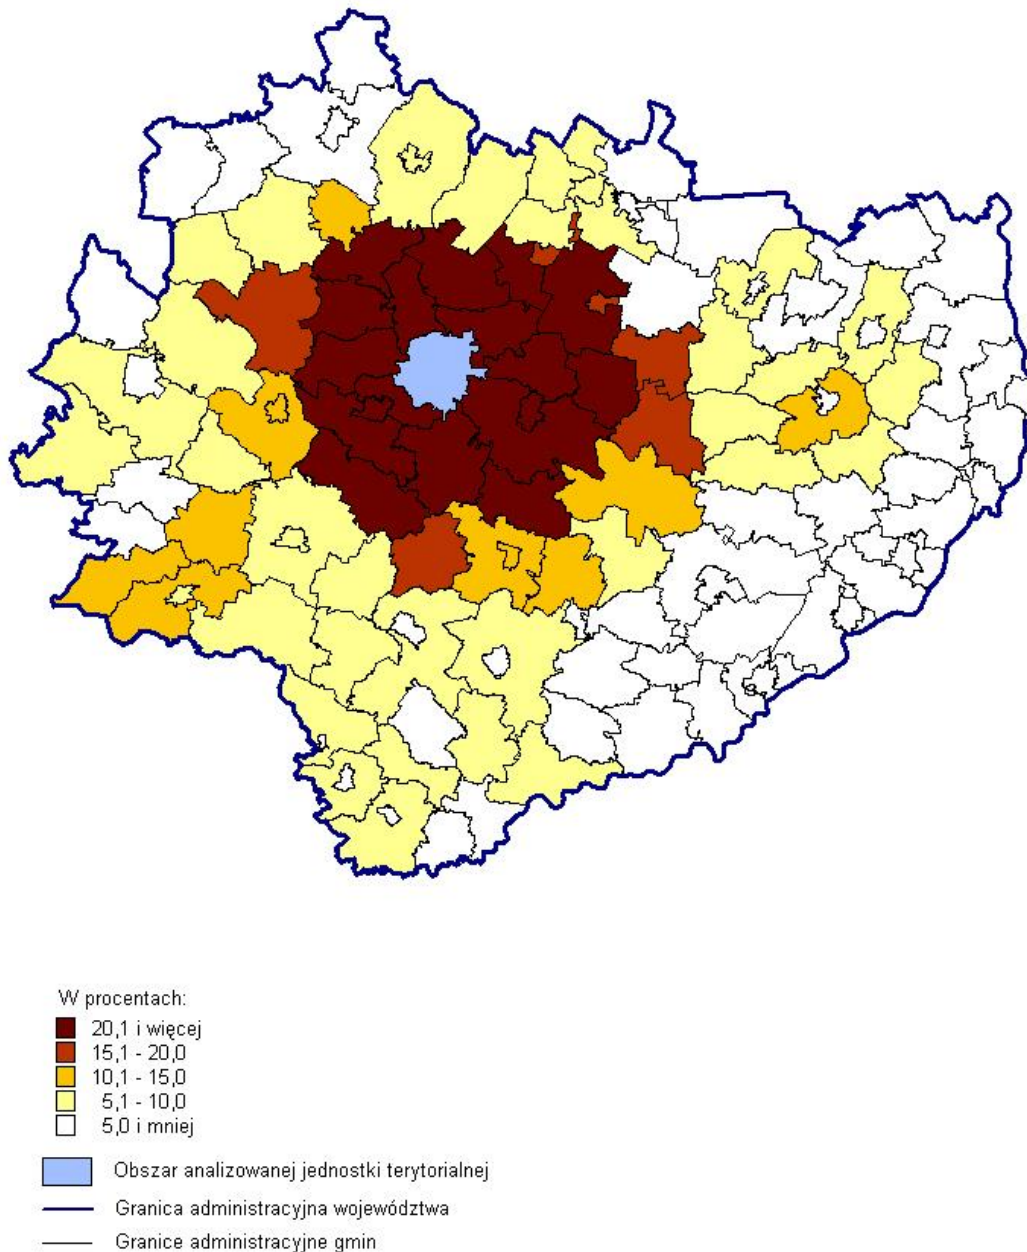 W procentach:
20,1 i więcej
15,1 - 20,0
10,1 - 15,0
5,1 - 10,0
5,0 i mniej
Obszar analizowanej jednostki terytorialnej
Granica administracyjna województwa
Granice administracyjne gmin